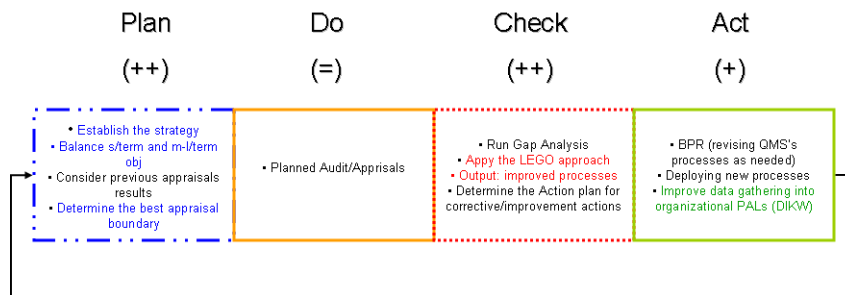 Plan
Do
Check
Act
(++)
(=)
(++)
(+)
▪ Establish the strategy
▪ Balance s/term and m-l/term
obj
▪ Consider previous appraisals
results
▪ Determine the best appraisal
boundary
▪ Planned Audit/Apprisals
▪ Run Gap Analysis
▪ Appy the LEGO approach
▪ Output: improved processes
▪ Determine the Action plan for
corrective/improvement actions
▪ BPR (revising QMS's
processes as needed)
▪ Deploying new processes
▪ Improve data gathering into
organizational PALs (DIKW)